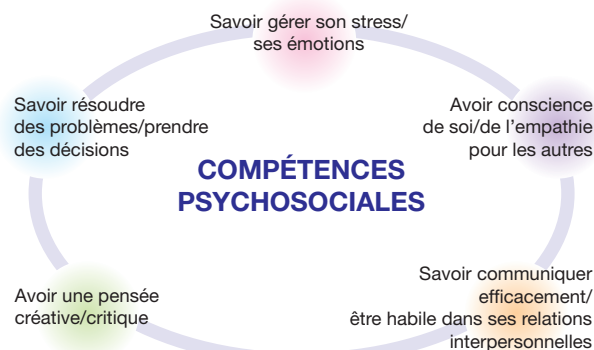 Savoir gérer son stress/
ses émotions
Savoir résoudre
des problèmes/prendre
des décisions
Avoir conscience
de soi/de l'empathie
pour les autres
COMPÉTENCES
PSYCHOSOCIALES
Avoir une pensée
créative/critique
Savoir communiquer
efficacement/
être habile dans ses relations
interpersonnelles